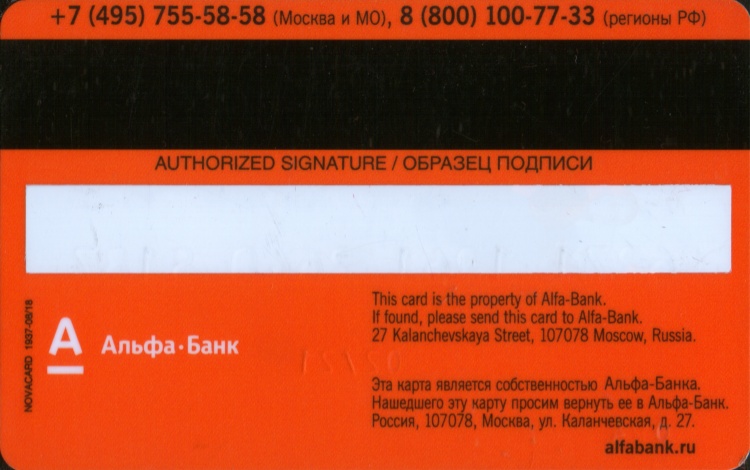 +7 (495) 755-58-58 (Москва и МО), 8 (800) 100-77-33 (регионы РФ)
AUTHORIZED SIGNATURE / ОБРАЗЕЦ ПОДПИСИ
NOVACARD 1937-08/18
А Альфа·Банк
This card is the property of Alfa-Bank.
If found, please send this card to Alfa-Bank.
27 Kalanchevskaya Street, 107078 Moscow, Russia.
Эта карта является собственностью Альфа-Банка.
Нашедшего эту карту просим вернуть ее в Альфа-Банк.
Россия, 107078, Москва, ул. Каланчевская, д. 27.
alfabank.ru